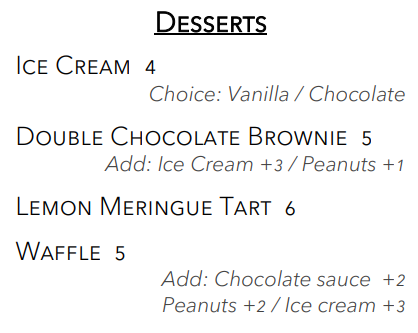 DESSERTS
ICE CREAM 4
Choice: Vanilla / Chocolate
DOUBLE CHOCOLATE BROWNIE 5
Add: Ice Cream +3 / Peanuts +1
LEMON MERINGUE TART 6
WAFFLE 5
Add: Chocolate sauce +2
Peanuts +2 / Ice cream +3